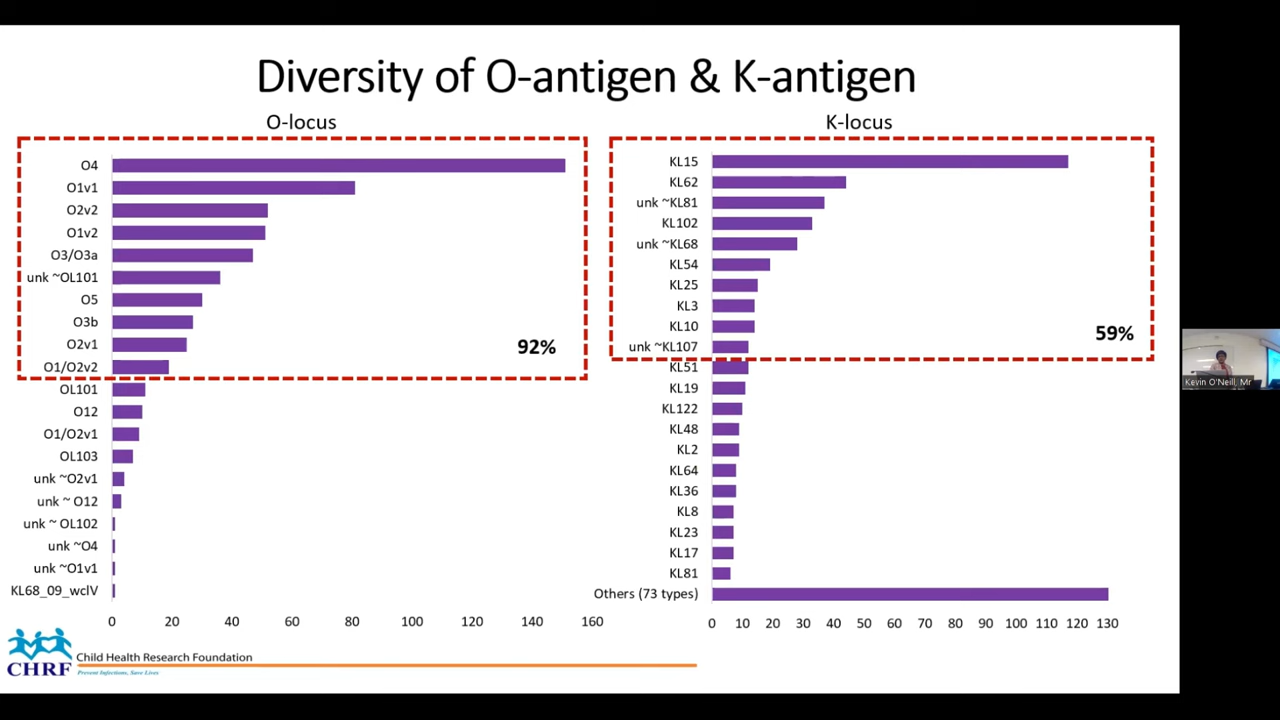 Diversity of O-antigen & K-antigen
O-locus
O4
O1v1
O2v2
O1v2
O3/O3a
unk ~OL101
O5
O3b
O2v1
O1/O2v2
OL101
O12
O1/O2v1
OL103
unk ~O2v1
unk ~ O12
unk ~ OL102
unk ~O4
unk ~O1v1
KL68_09_wclV
92%
0 20 40 60 80 100 120 140 160
K-locus
KL15
KL62
unk ~KL81
KL102
unk ~KL68
KL54
KL25
KL3
KL10
unk ~KL107
KL51
KL19
KL122
KL48
KL2
KL64
KL36
KL8
KL23
KL17
KL81
Others (73 types)
59%
0 10 20 30 40 50 60 70 80 90 100 110 120 130
CHRF
Child Health Research Foundation
Prevent Infections, Save Lives
Kevin O'Neill, Mr